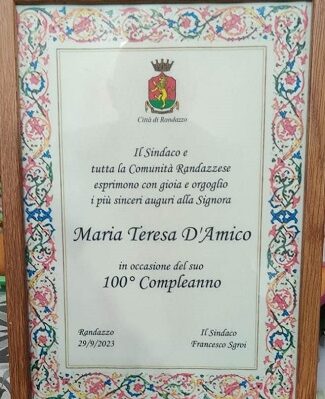 Città di Randazzo
Il Sindaco e
tutta la Comunità Randazzese
esprimono con gioia e orgoglio
i più sinceri auguri alla Signora
Maria Teresa D'Amico
in occasione del suo
100° Compleanno
Randazzo
29/9/2023
Il Sindaco
Francesco Sgroi